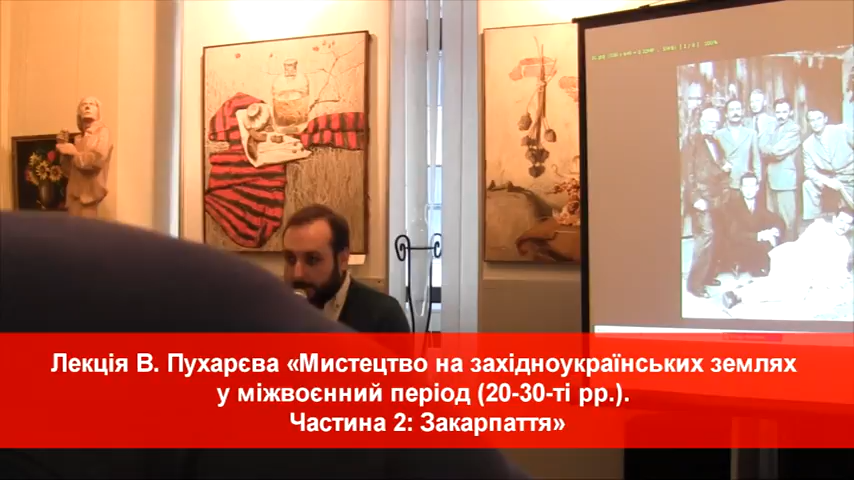 Лекція В. Пухарєва «Мистецтво на західноукраїнських землях
у міжвоєнний період (20-30-ті рр.).
Частина 2: Закарпаття»